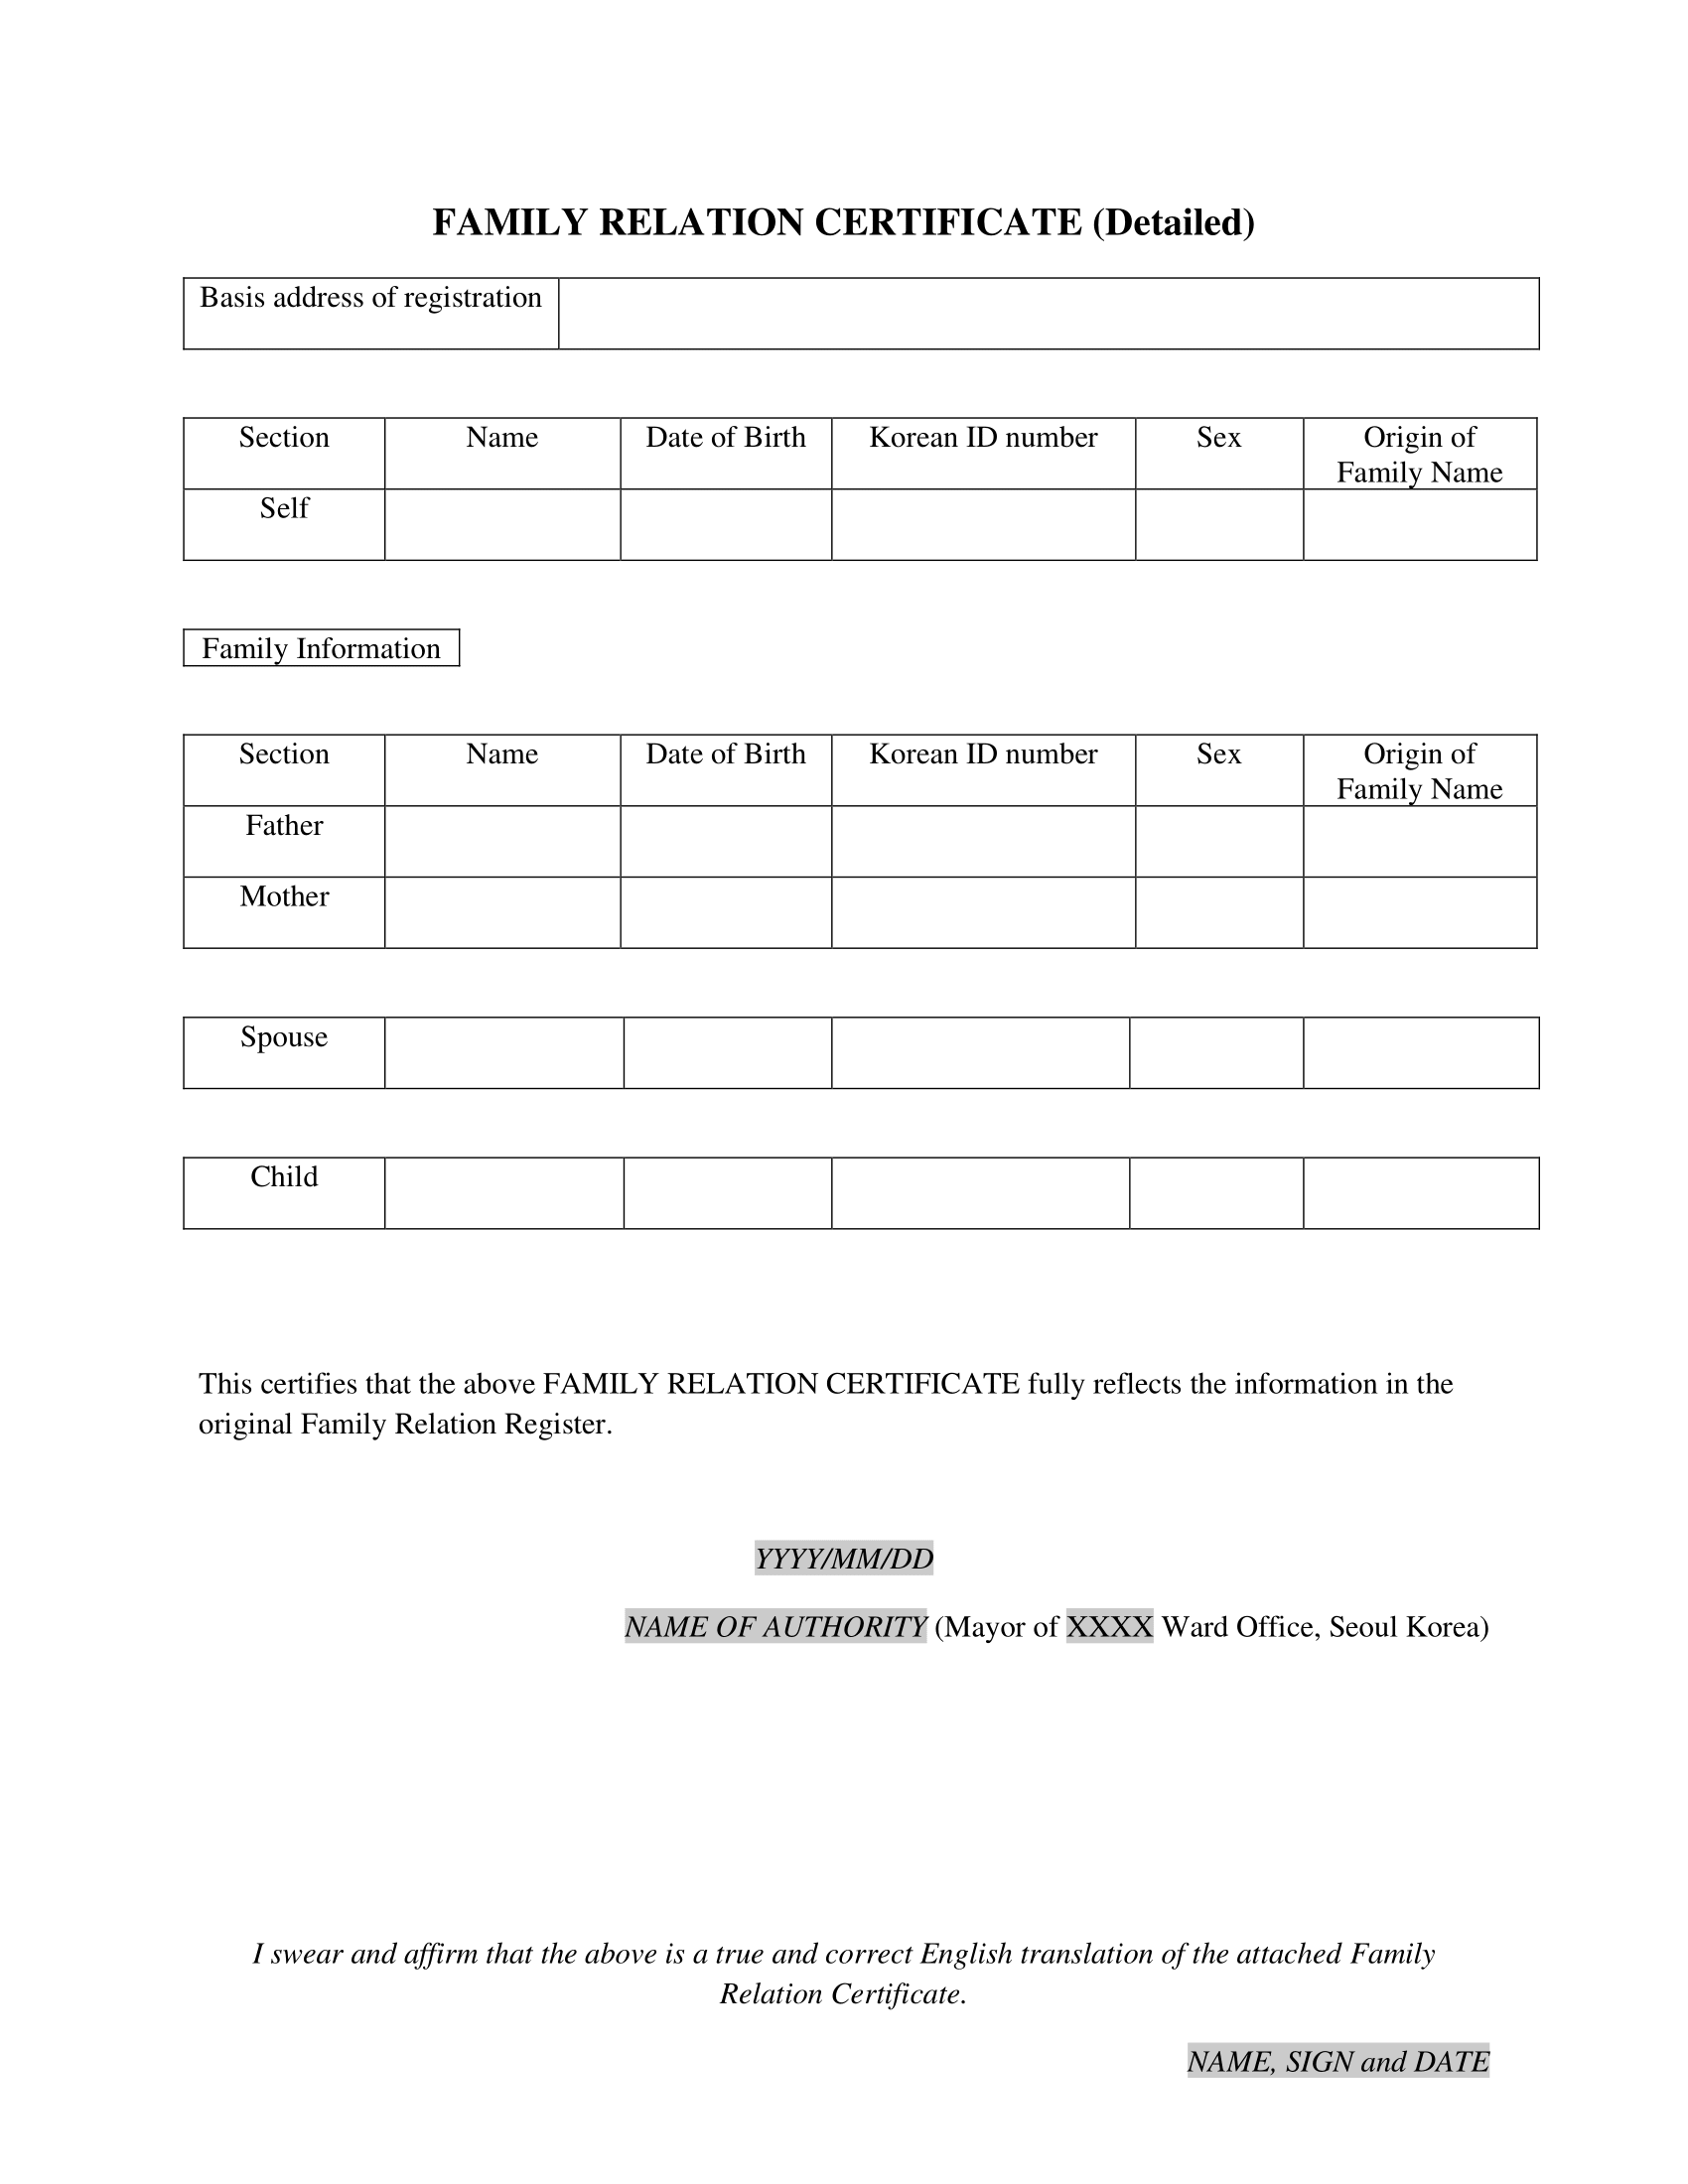 FAMILY RELATION CERTIFICATE (Detailed)
Basis address of registration
Section Name Date of Birth Korean ID number Sex Origin of
Family Name
Self
Family Information
Section Name Date of Birth Korean ID number Sex Origin of
Family Name
Father
Mother
Spouse
Child
This certifies that the above FAMILY RELATION CERTIFICATE fully reflects the information in the
original Family Relation Register.
YYYY/MM/DD
NAME OF AUTHORITY (Mayor of XXXX Ward Office, Seoul Korea)
I swear and affirm that the above is a true and correct English translation of the attached Family
Relation Certificate.
NAME, SIGN and DATE